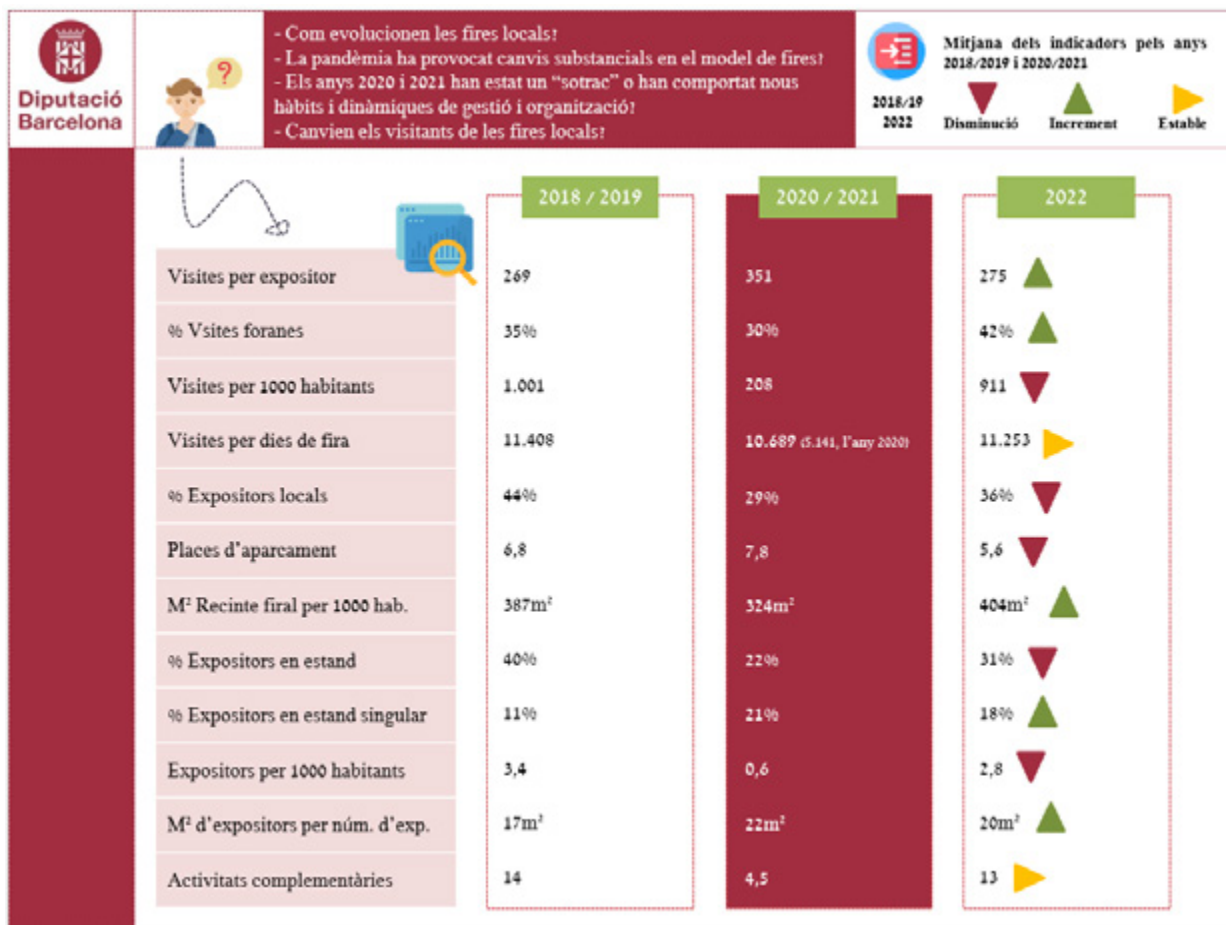 Diputació
Barcelona
?
- Com evolucionen les fires locals?
- La pandèmia ha provocat canvis substancials en el model de fires?
- Els anys 2020 i 2021 han estat un “sotrac” o han comportat nous
hàbits i dinàmiques de gestió i organització?
- Canvien els visitants de les fires locals?
2018/19
2022
Mitjana dels indicadors pels anys
2018/2019 i 2020/2021
Disminució Increment Estable
2018 / 2019 2020 / 2021 2022
Visites per expositor 269 351 275
% Vsites foranes 35% 30% 42%
Visites per 1000 habitants 1.001 208 911
Visites per dies de fira 11.408 10.689 (5.141, l’any 2020) 11.253
% Expositors locals 44% 29% 36%
Places d’aparcament 6,8 7,8 5,6
M² Recinte firal per 1000 hab. 387m² 324m² 404m²
% Expositors en estand 40% 22% 31%
% Expositors en estand singular 11% 21% 18%
Expositors per 1000 habitants 3,4 0,6 2,8
M² d’expositors per núm. d’exp. 17m² 22m² 20m²
Activitats complementàries 14 4,5 13